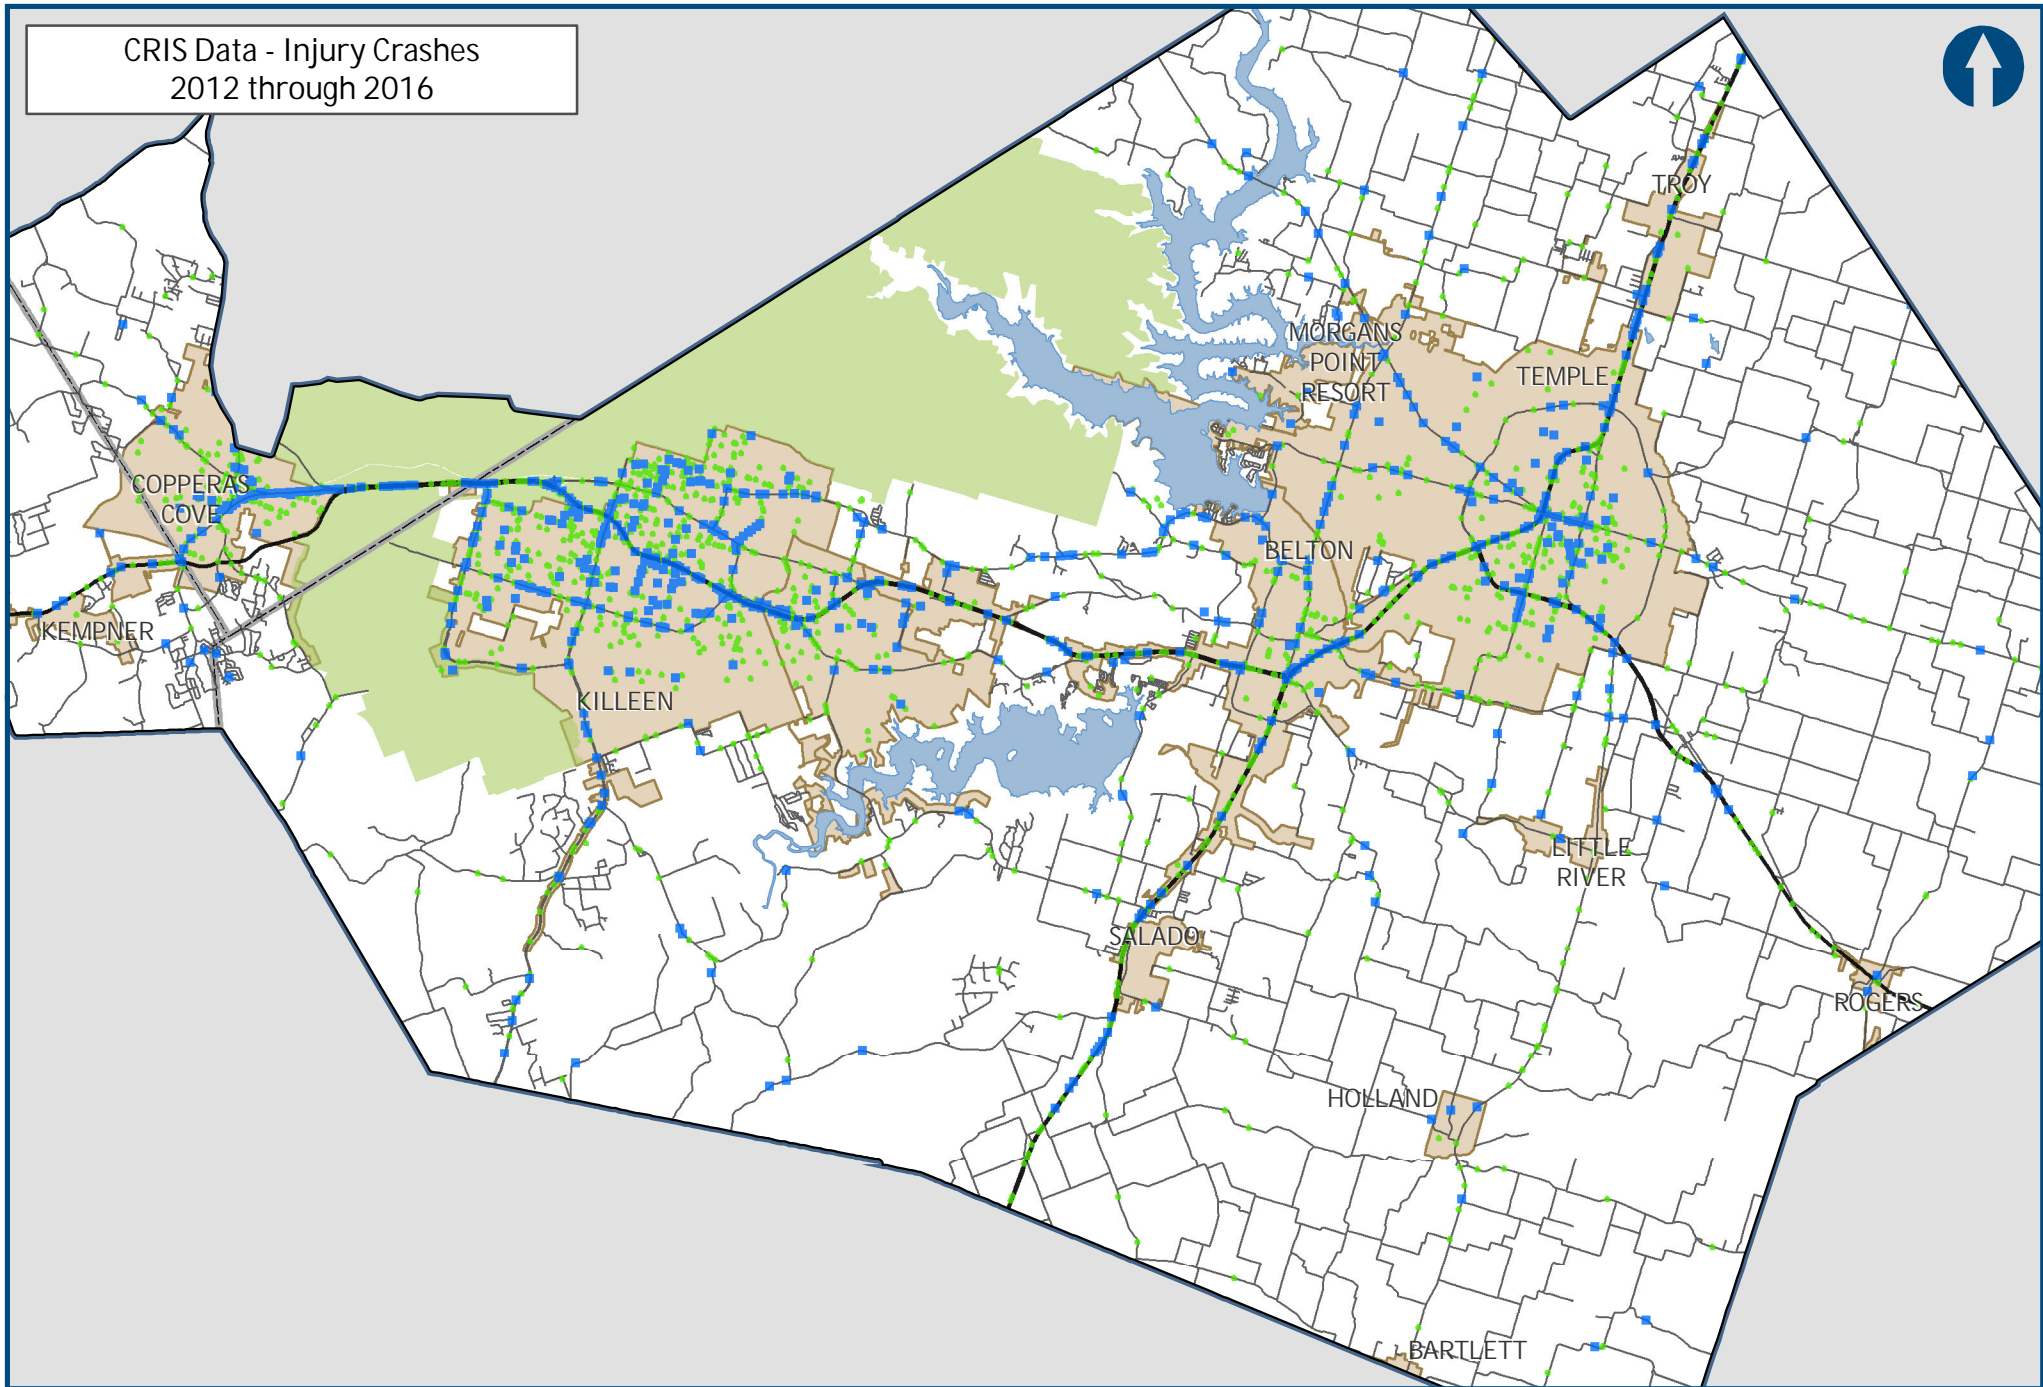 CRIS Data - Injury Crashes
2012 through 2016
TROY
MORGANS
POINT
RESORT
TEMPLE
COPPERAS
COVE
BELTON
KEMPNER
KILLEEN
LITTLE
RIVER
SALADO
ROGERS
HOLLAND
BARTLETT